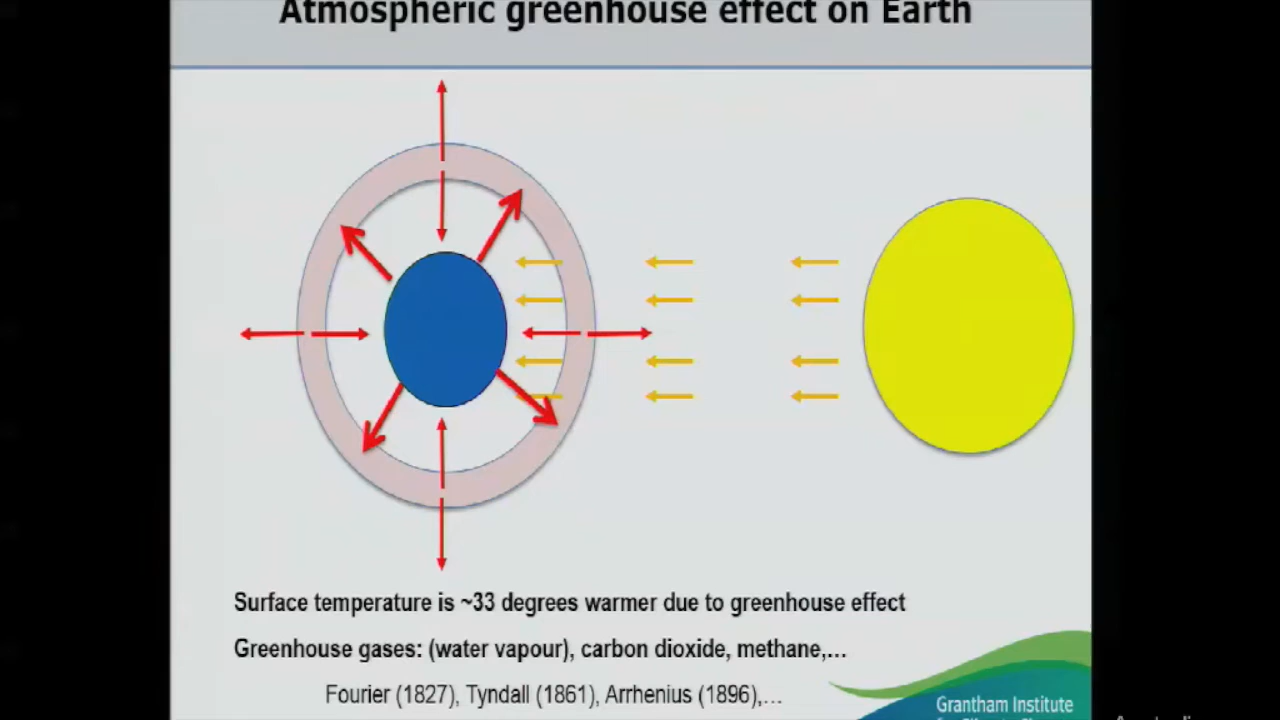 Atmospheric greenhouse effect on Earth
Surface temperature is ~33 degrees warmer due to greenhouse effect
Greenhouse gases: (water vapour), carbon dioxide, methane,...
Fourier (1827), Tyndall (1861), Arrhenius (1896),...
Grantham Institute